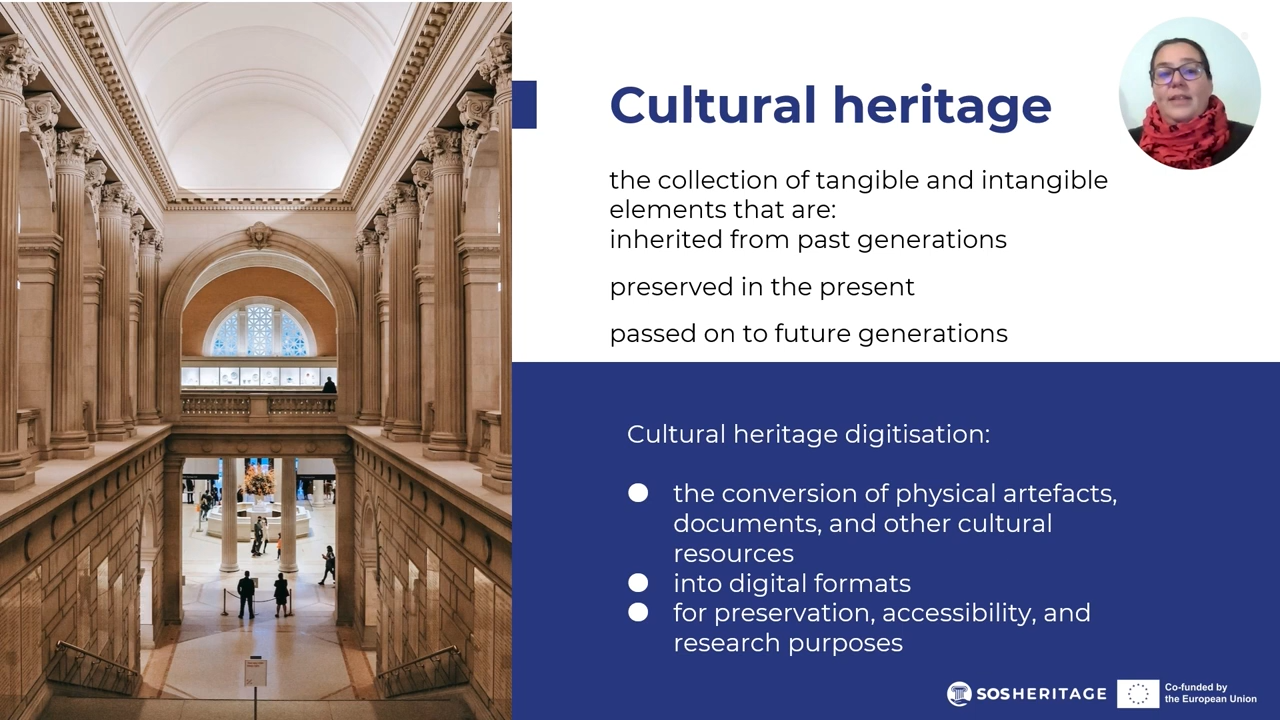 Cultural heritage
the collection of tangible and intangible
elements that are:
inherited from past generations
preserved in the present
passed on to future generations
Cultural heritage digitisation:
● the conversion of physical artefacts,
documents, and other cultural
resources
● into digital formats
● for preservation, accessibility, and
research purposes
SOSHERITAGE
Co-funded by
the European Union